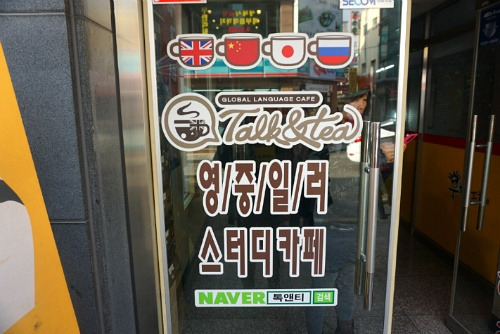 SECOM
GLOBAL LANGUAGE CAFE
Talk&tea
영/중/일/러
스터디카페
NAVER 톡앤티 검색